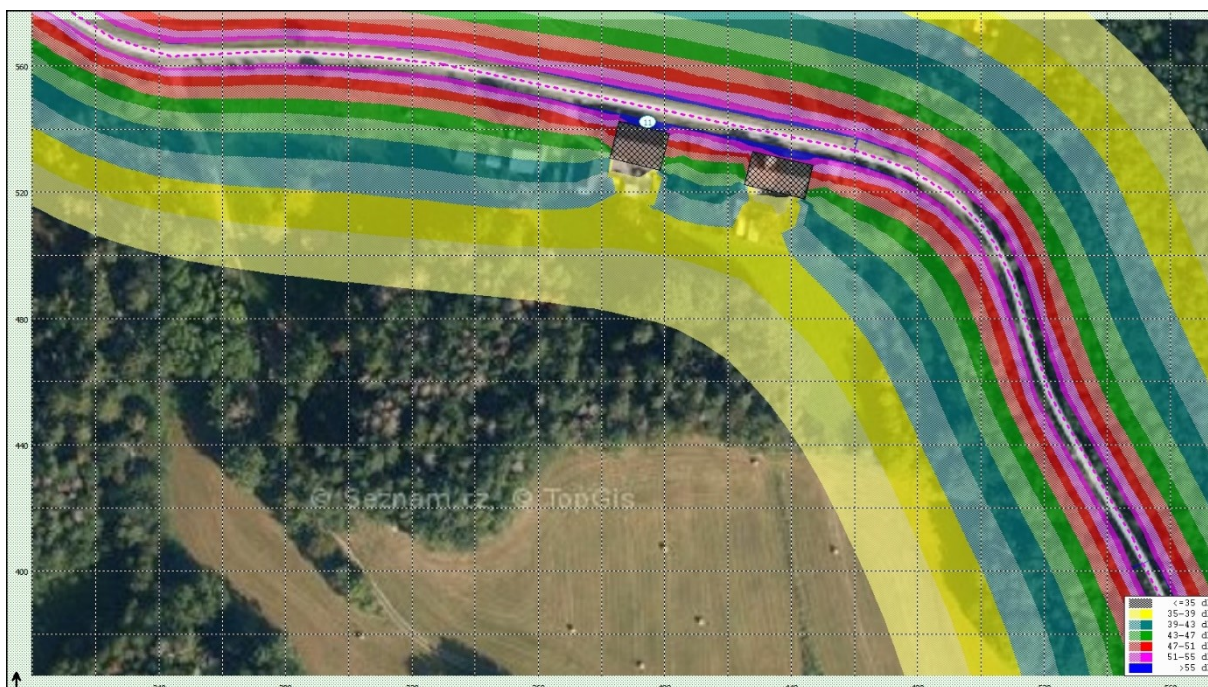 560
11
520
480
440
© Seznam.cz, © TopGis
400
<=35 d
35-39 d
39-43 d
43-47 d
47-51 d
51-55 d
>55 d